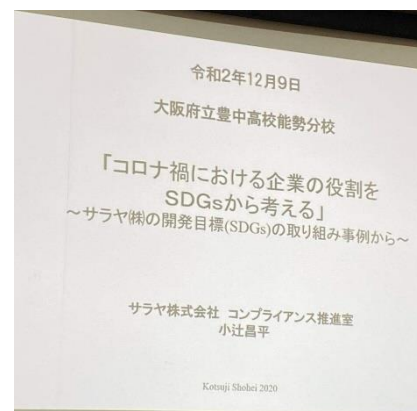 令和2年12月9日
大阪府立豊中高校能勢分校
「コロナ禍における企業の役割を
SDGsから考える」
～サラヤ㈱の開発目標(SDGs)の取り組み事例から～
サラヤ株式会社 コンプライアンス推進室
小辻昌平
Kotsuji Shohei 2020